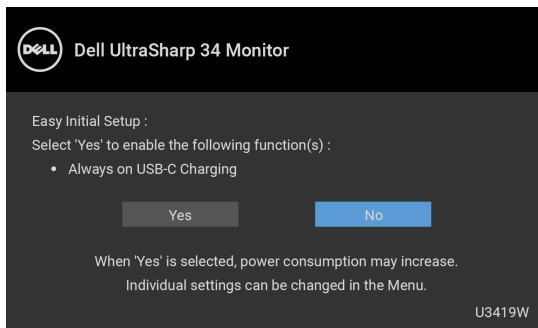 DELL Dell UltraSharp 34 Monitor
Easy Initial Setup :
Select 'Yes' to enable the following function(s) :
• Always on USB-C Charging
Yes No
When 'Yes' is selected, power consumption may increase.
Individual settings can be changed in the Menu.
U3419W